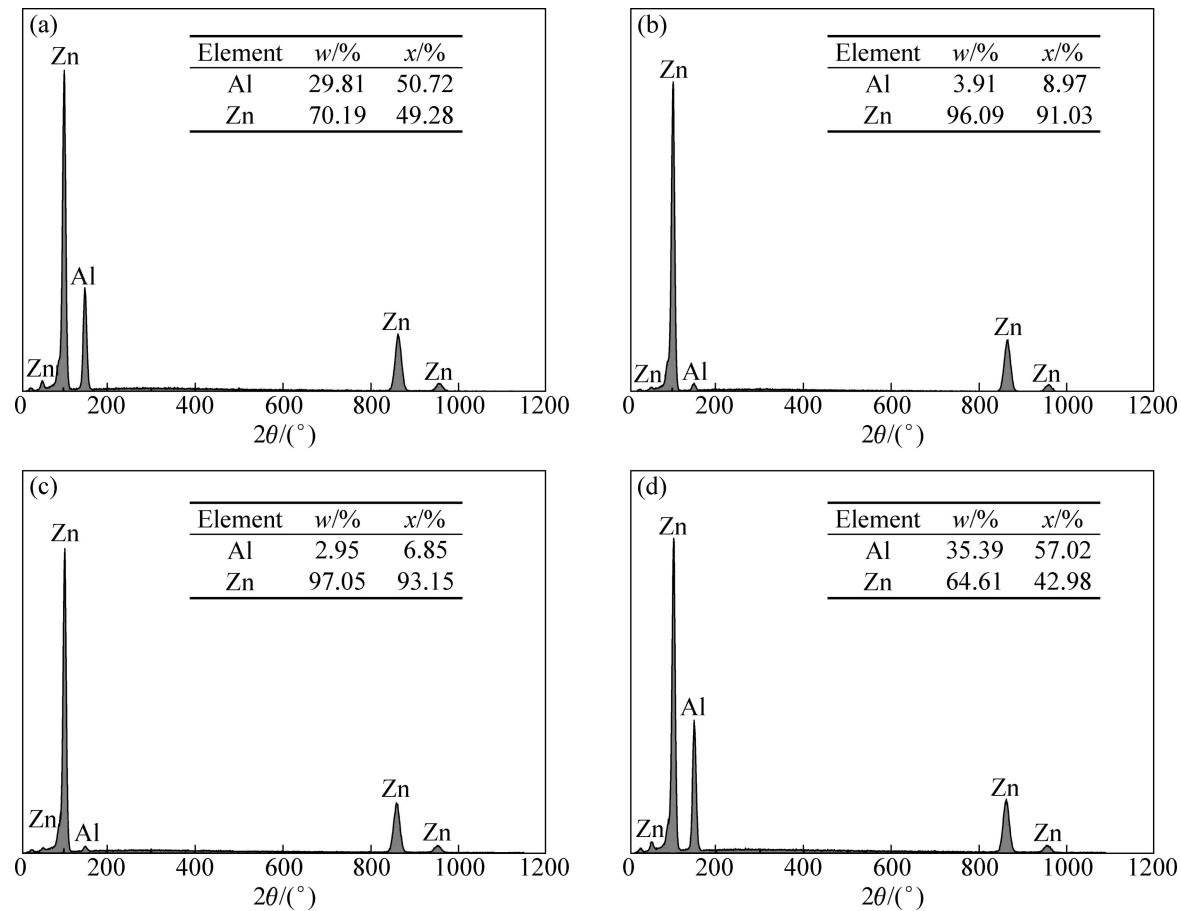 (a)
Zn
Element w/% x/%
Al 29.81 50.72
Zn 70.19 49.28
Al
Zn
Zn
Zn
0 200 400 600 800 1000 1200
2θ/(°)
(b)
Zn
Element w/% x/%
Al 3.91 8.97
Zn 96.09 91.03
Zn
Zn
Al
Zn
0 200 400 600 800 1000 1200
2θ/(°)
(c)
Zn
Element w/% x/%
Al 2.95 6.85
Zn 97.05 93.15
Zn
Zn
Al
Zn
0 200 400 600 800 1000 1200
2θ/(°)
(d)
Zn
Element w/% x/%
Al 35.39 57.02
Zn 64.61 42.98
Al
Zn
Zn
Zn
0 200 400 600 800 1000 1200
2θ/(°)